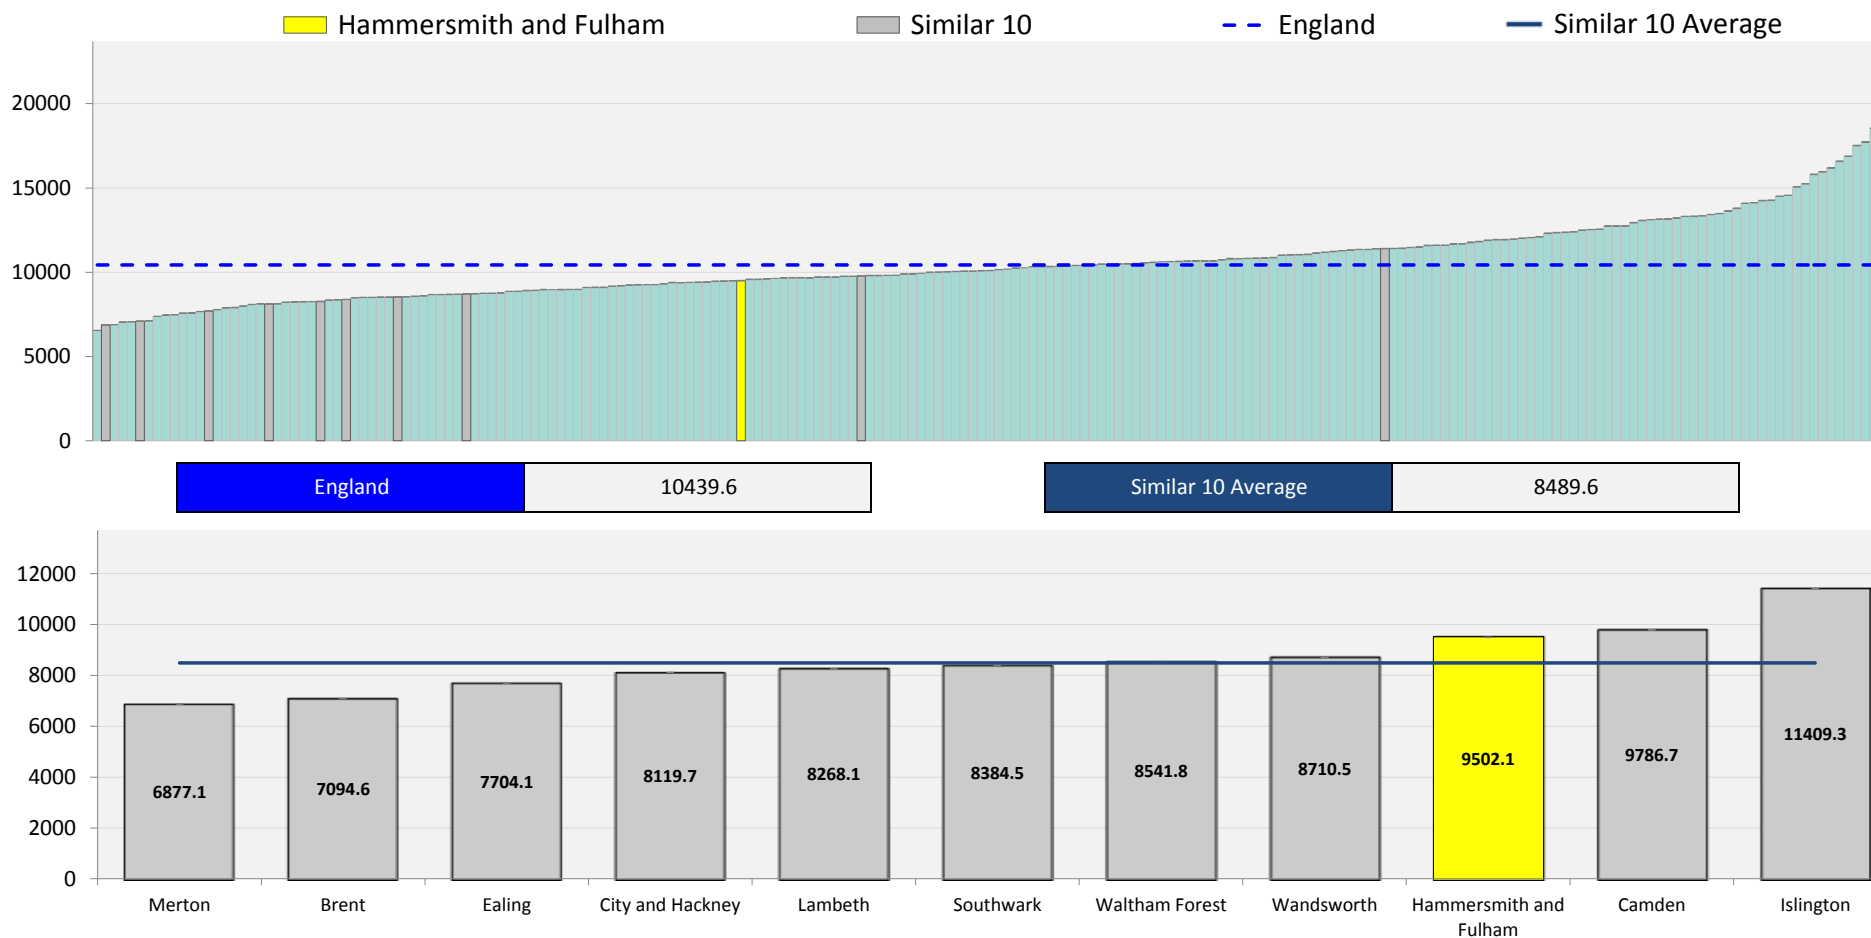 Hammersmith and Fulham Similar 10 England Similar 10 Average
20000
15000
10000
5000
0
England 10439.6 Similar 10 Average 8489.6
12000
10000
8000
6000
4000
2000
0
6877.1 7094.6 7704.1 8119.7 8268.1 8384.5 8541.8 8710.5 9502.1 9786.7 11409.3
Merton Brent Ealing City and Hackney Lambeth Southwark Waltham Forest Wandsworth Hammersmith and Camden Islington
Fulham